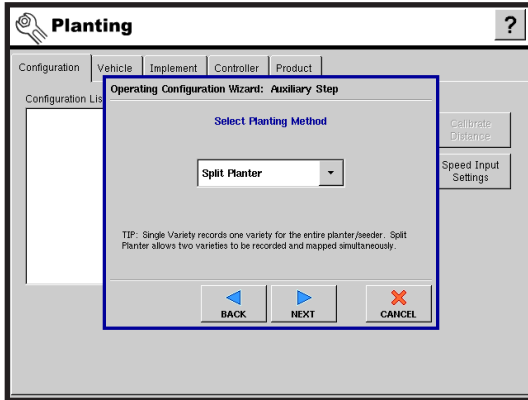 Planting
?
Configuration Vehicle Implement Controller Product
Configuration Lis
Operating Configuration Wizard: Auxiliary Step
Select Planting Method
Split Planter
TIP: Single Variety records one variety for the entire planter/seeder. Split
Planter allows two varieties to be recorded and mapped simultaneously.
BACK NEXT CANCEL
Calibrate
Distance
Speed Input
Settings